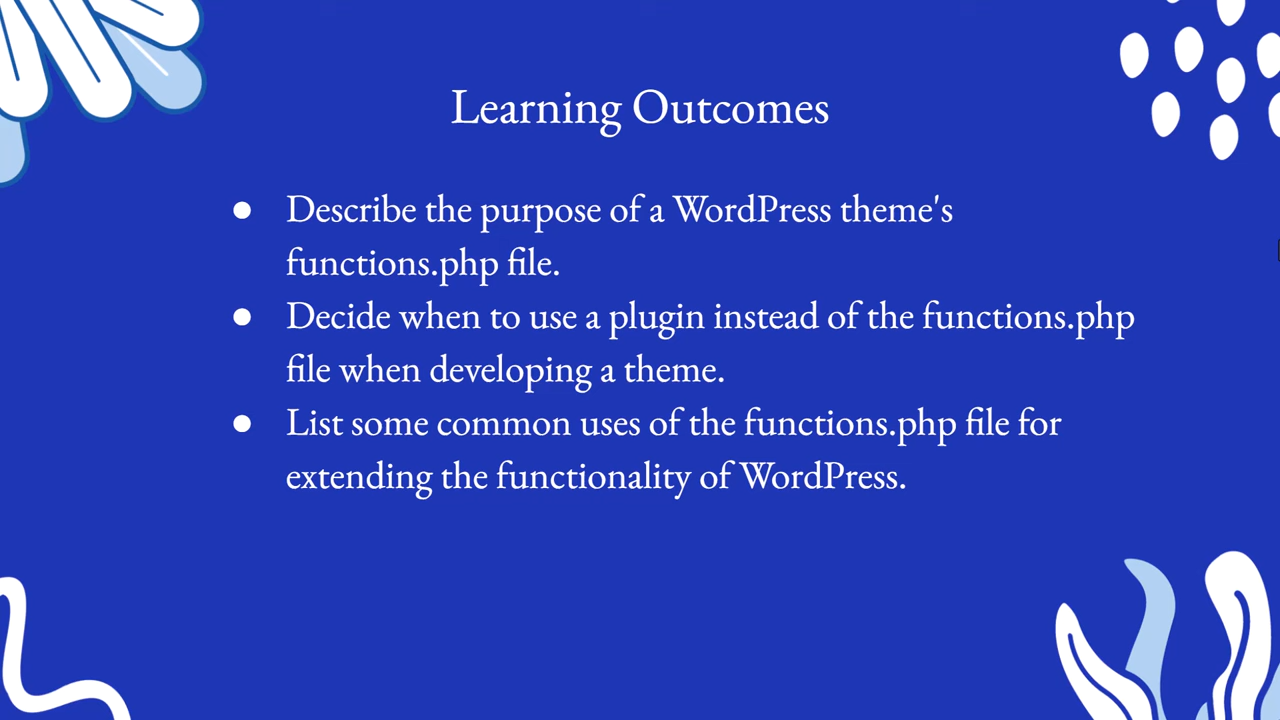 Learning Outcomes
● Describe the purpose of a WordPress theme's
functions.php file.
● Decide when to use a plugin instead of the functions.php
file when developing a theme.
● List some common uses of the functions.php file for
extending the functionality of WordPress.